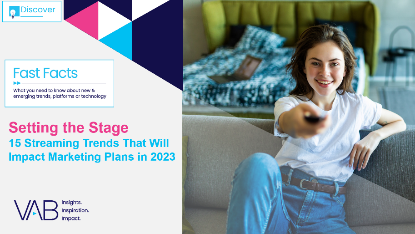 Discover
Fast Facts
What you need to know about new &
emerging trends, platforms or technology
Setting the Stage
15 Streaming Trends That Will
Impact Marketing Plans in 2023
VAB
Insights.
Inspiration.
Impact.